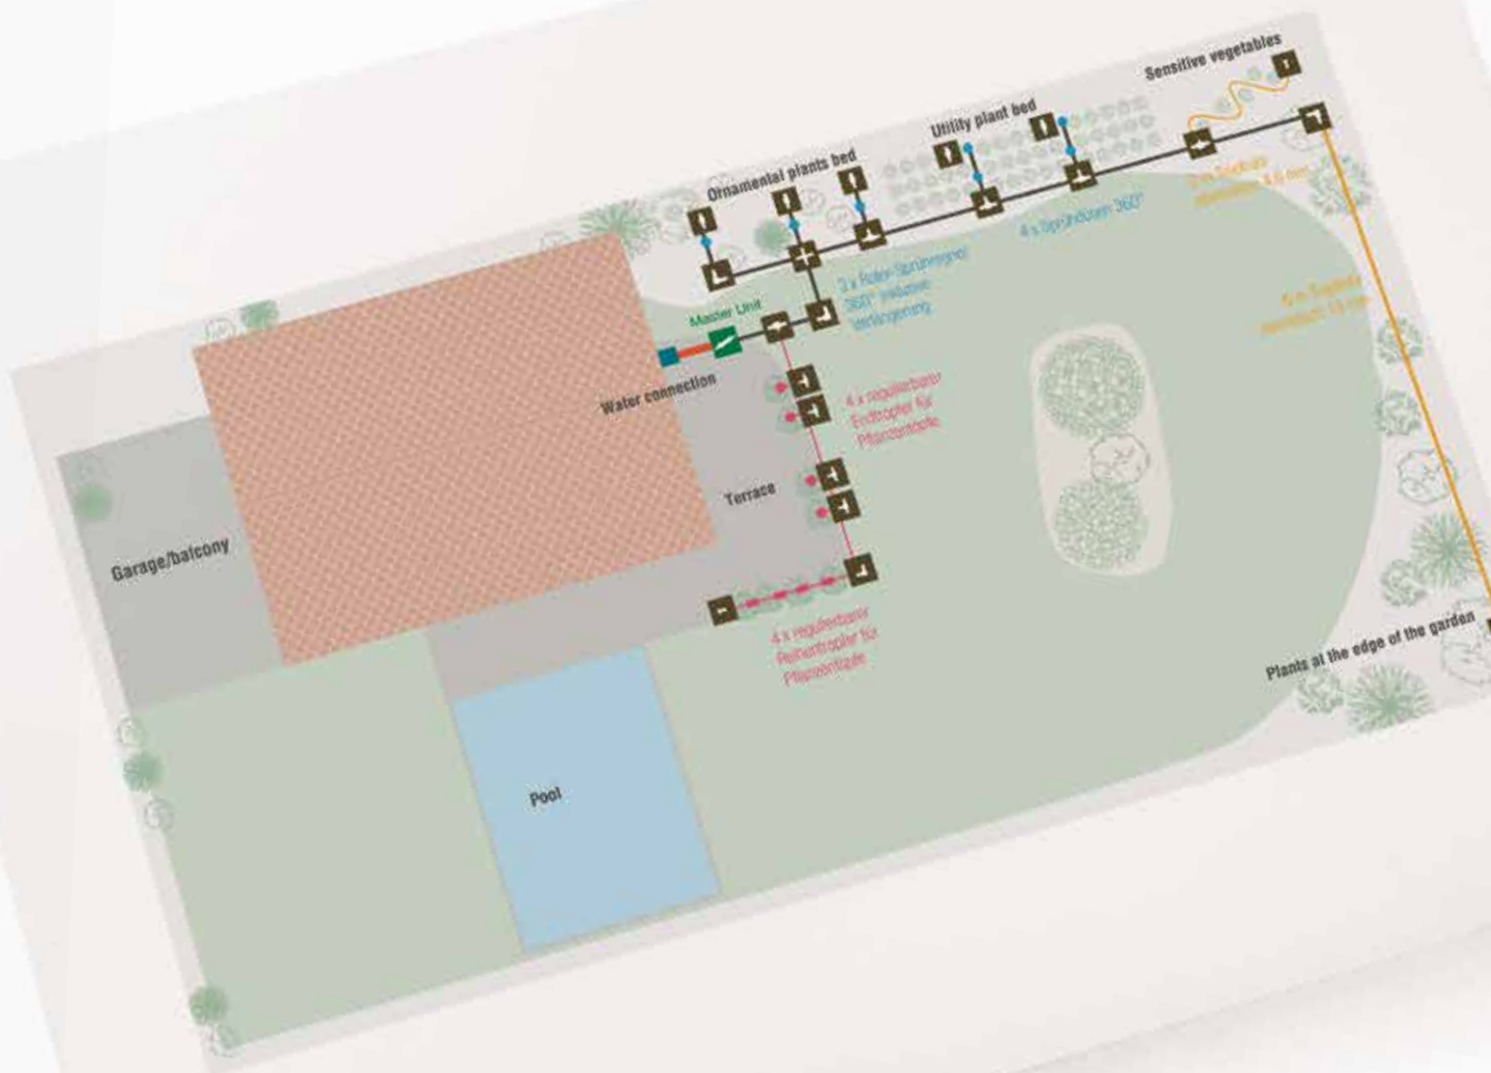 Sensitive vegetables
Utility plant bed
Ornamental plants bed
4 x Sprühdüsen 360°
3 x Rotor-Sprühregner
360° inklusive
Verlängerung
Master Unit
Water connection
4 x regulierbarer
Endtropfer für
Pflanzentöpfe
Terrace
Garage/balcony
4 x regulierbarer
Reihentropfer für
Pflanzentöpfe
Plants at the edge of the garden
Pool